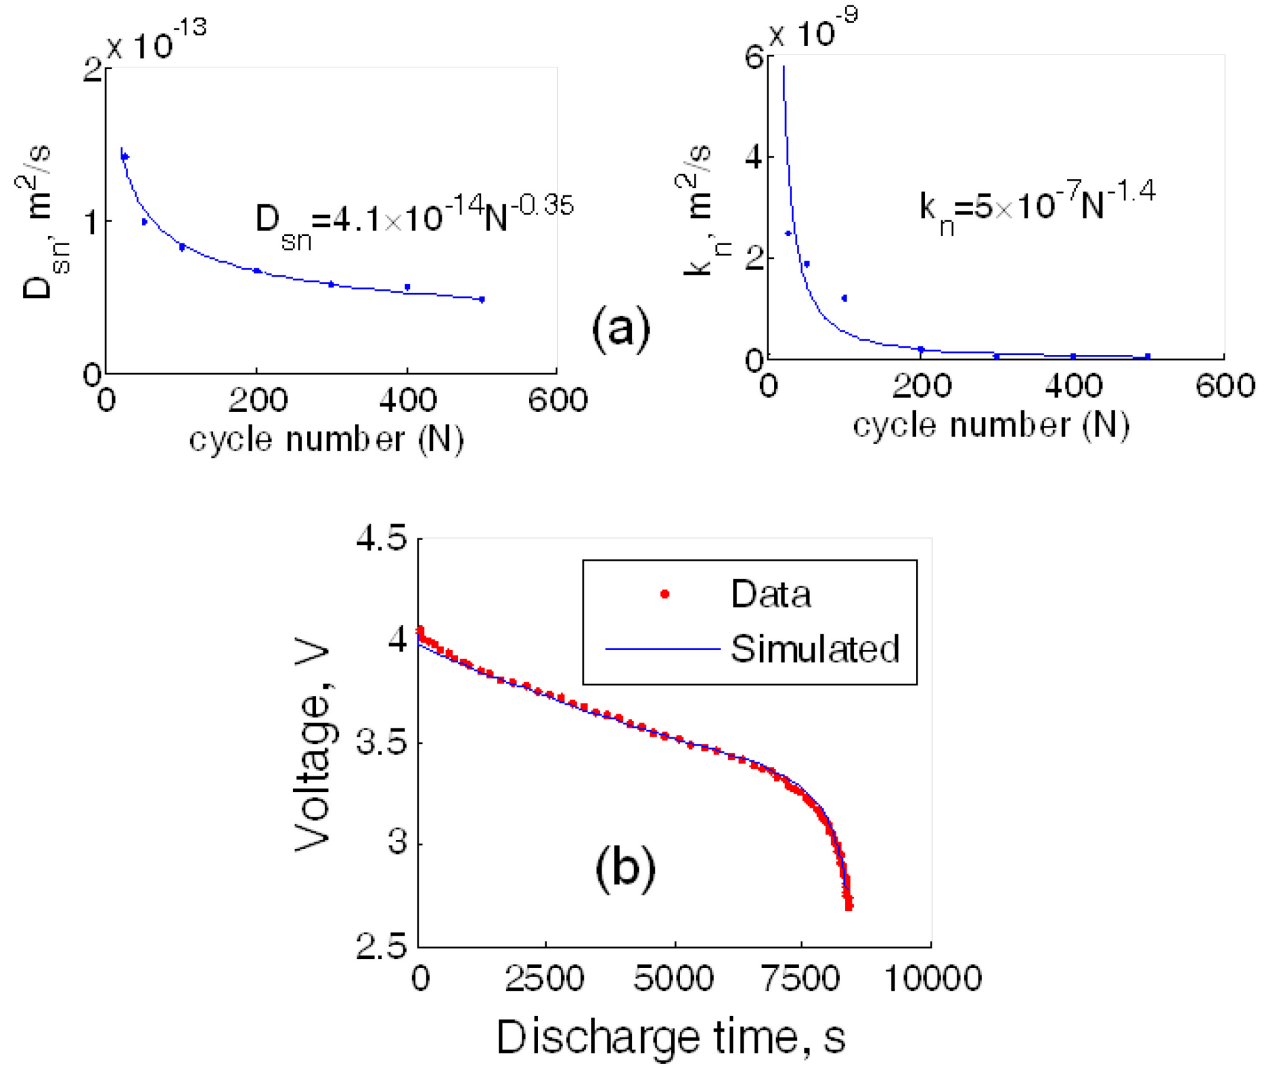 × 10^-13
2
1
0
D_sn, m^2/s
D_sn=4.1×10^-14N^-0.35
0 200 400 600
cycle number (N)
× 10^-9
6
4
2
0
k_n, m^2/s
k_n=5×10^-7N^-1.4
0 200 400 600
cycle number (N)
(a)
4.5
4
3.5
3
2.5
Voltage, V
Data
Simulated
(b)
0 2500 5000 7500 10000
Discharge time, s